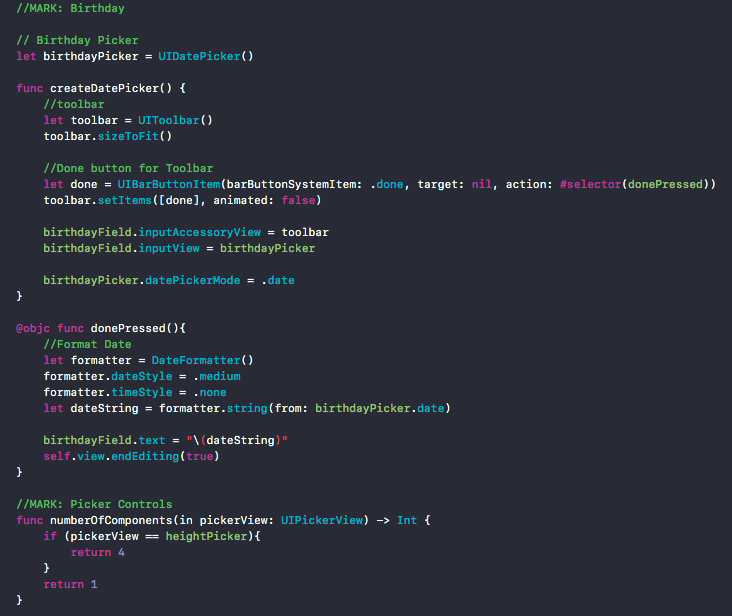 //MARK: Birthday
// Birthday Picker
let birthdayPicker = UIDatePicker()
func createDatePicker() {
//toolbar
let toolbar = UIToolbar()
toolbar.sizeToFit()
//Done button for Toolbar
let done = UIBarButtonItem(barButtonSystemItem: .done, target: nil, action: #selector(donePressed))
toolbar.setItems([done], animated: false)
birthdayField.inputAccessoryView = toolbar
birthdayField.inputView = birthdayPicker
birthdayPicker.datePickerMode = .date
}
@objc func donePressed(){
//Format Date
let formatter = DateFormatter()
formatter.dateStyle = .medium
formatter.timeStyle = .none
let dateString = formatter.string(from: birthdayPicker.date)
birthdayField.text = "\(dateString)"
self.view.endEditing(true)
}
//MARK: Picker Controls
func numberOfComponents(in pickerView: UIPickerView) -> Int {
if (pickerView == heightPicker){
return 4
}
return 1
}